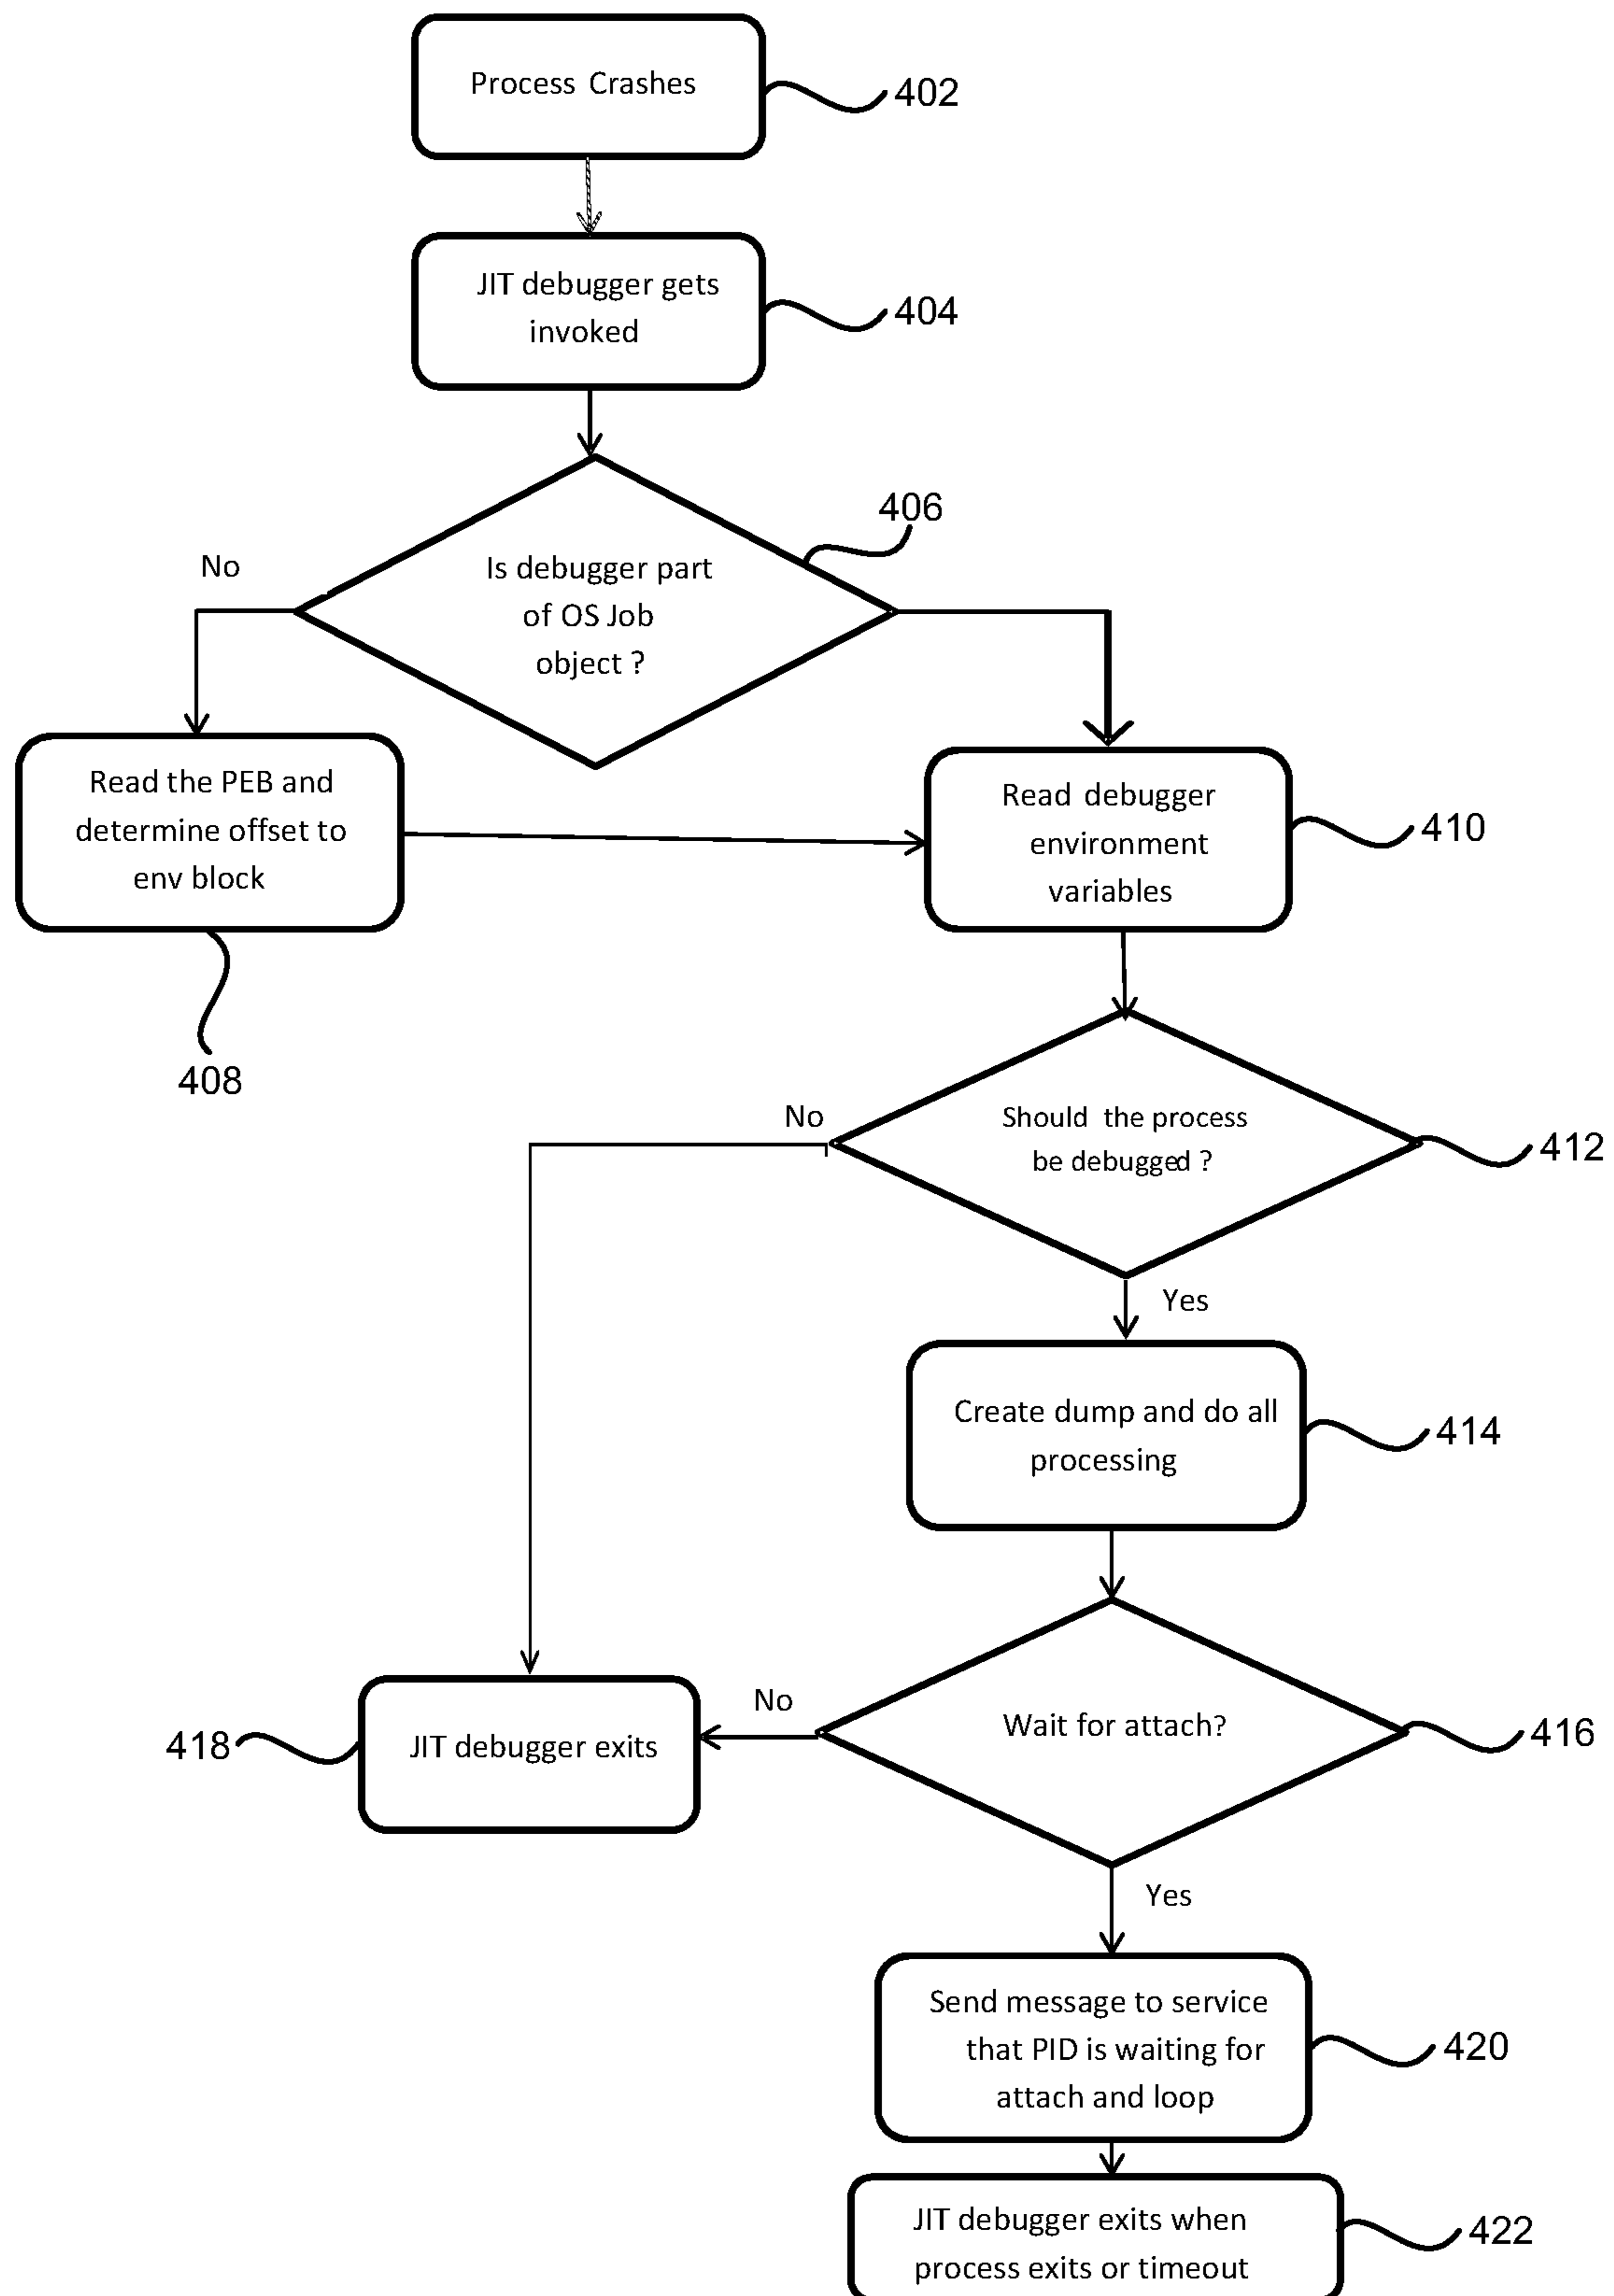 Process Crashes
402
JIT debugger gets
invoked
404
406
No
Is debugger part
of OS Job
object ?
Read the PEB and
determine offset to
env block
408
Read debugger
environment
variables
410
No
Should the process
be debugged ?
412
Yes
Create dump and do all
processing
414
Wait for attach?
416
No
418
JIT debugger exits
Yes
Send message to service
that PID is waiting for
attach and loop
420
JIT debugger exits when
process exits or timeout
422